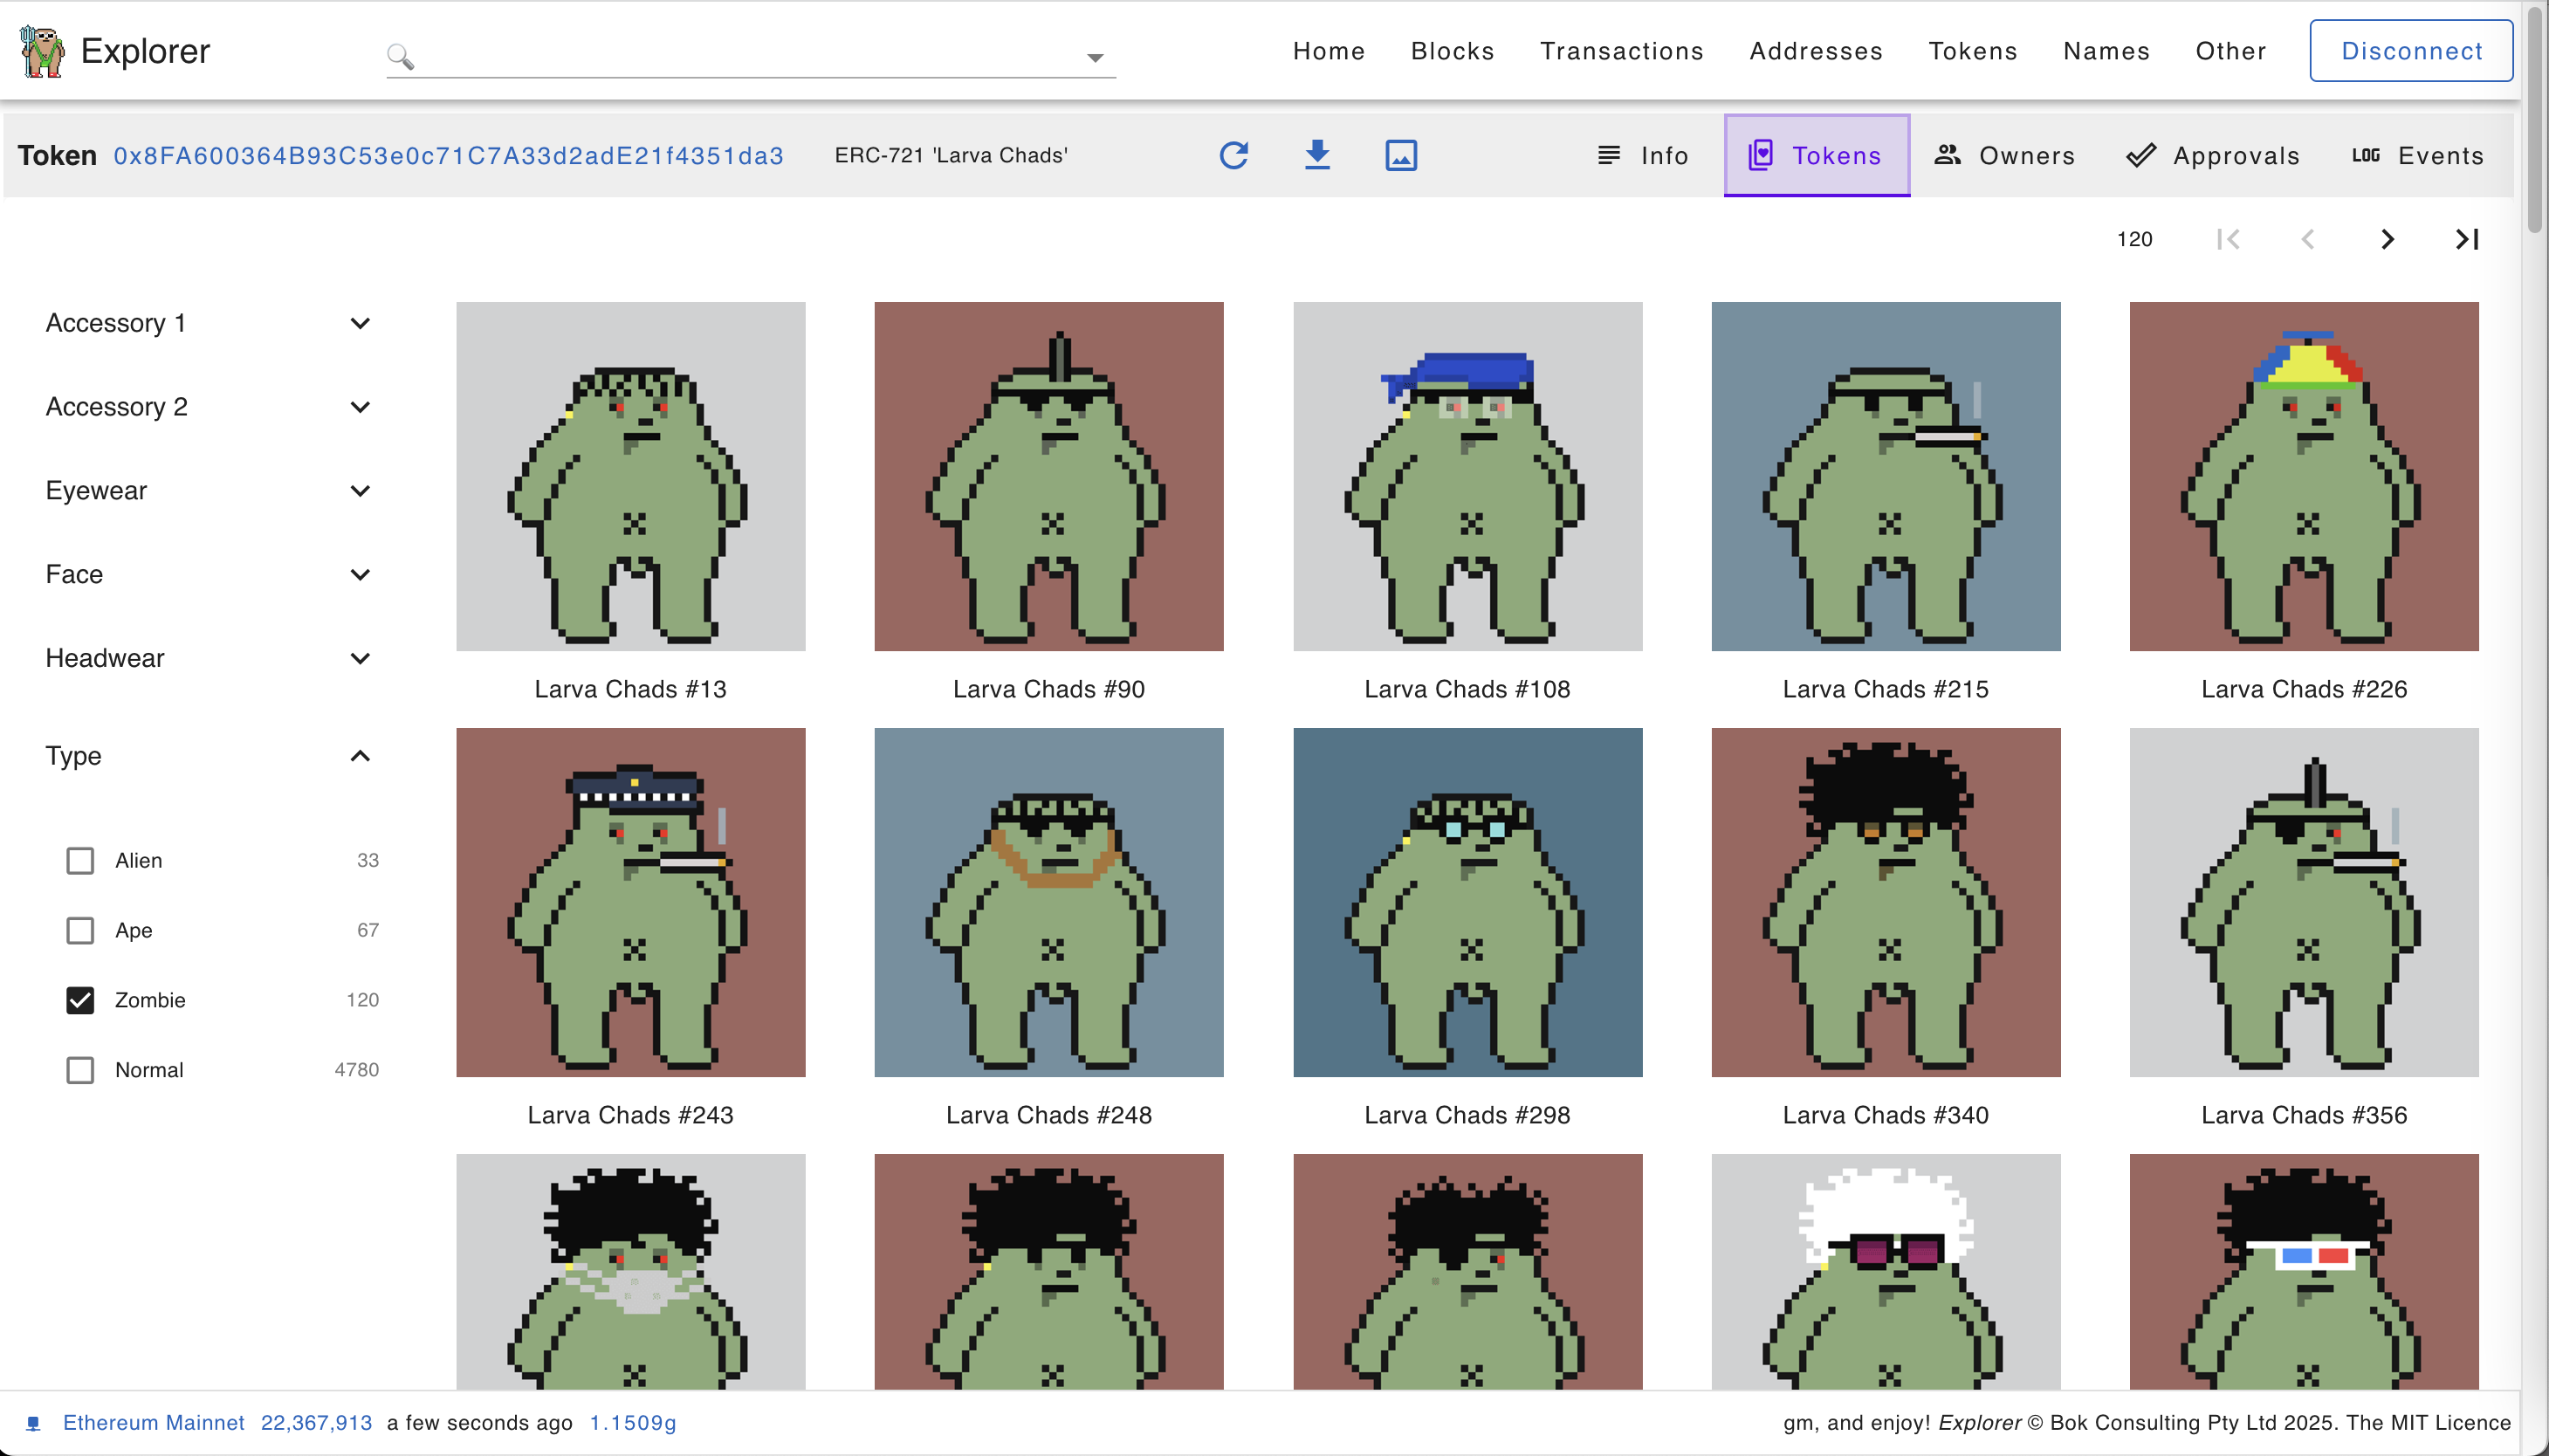 Explorer
Home Blocks Transactions Addresses Tokens Names Other Disconnect
Token 0x8FA600364B93C53e0c71C7A33d2adE21f4351da3 ERC-721 'Larva Chads' Info Tokens Owners Approvals LOG Events
120
Accessory 1
Accessory 2
Eyewear
Face
Headwear
Type
Alien 33
Ape 67
Zombie 120
Normal 4780
Larva Chads #13
Larva Chads #90
Larva Chads #108
Larva Chads #215
Larva Chads #226
Larva Chads #243
Larva Chads #248
Larva Chads #298
Larva Chads #340
Larva Chads #356
Ethereum Mainnet 22,367,913 a few seconds ago 1.1509g
gm, and enjoy! Explorer © Bok Consulting Pty Ltd 2025. The MIT Licence